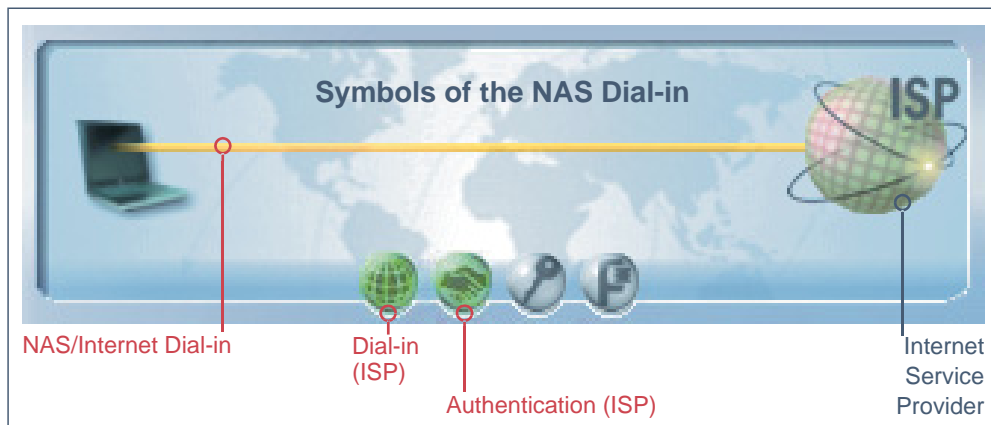 Symbols of the NAS Dial-in
ISP
NAS/Internet Dial-in
Dial-in
(ISP)
Authentication (ISP)
Internet
Service
Provider